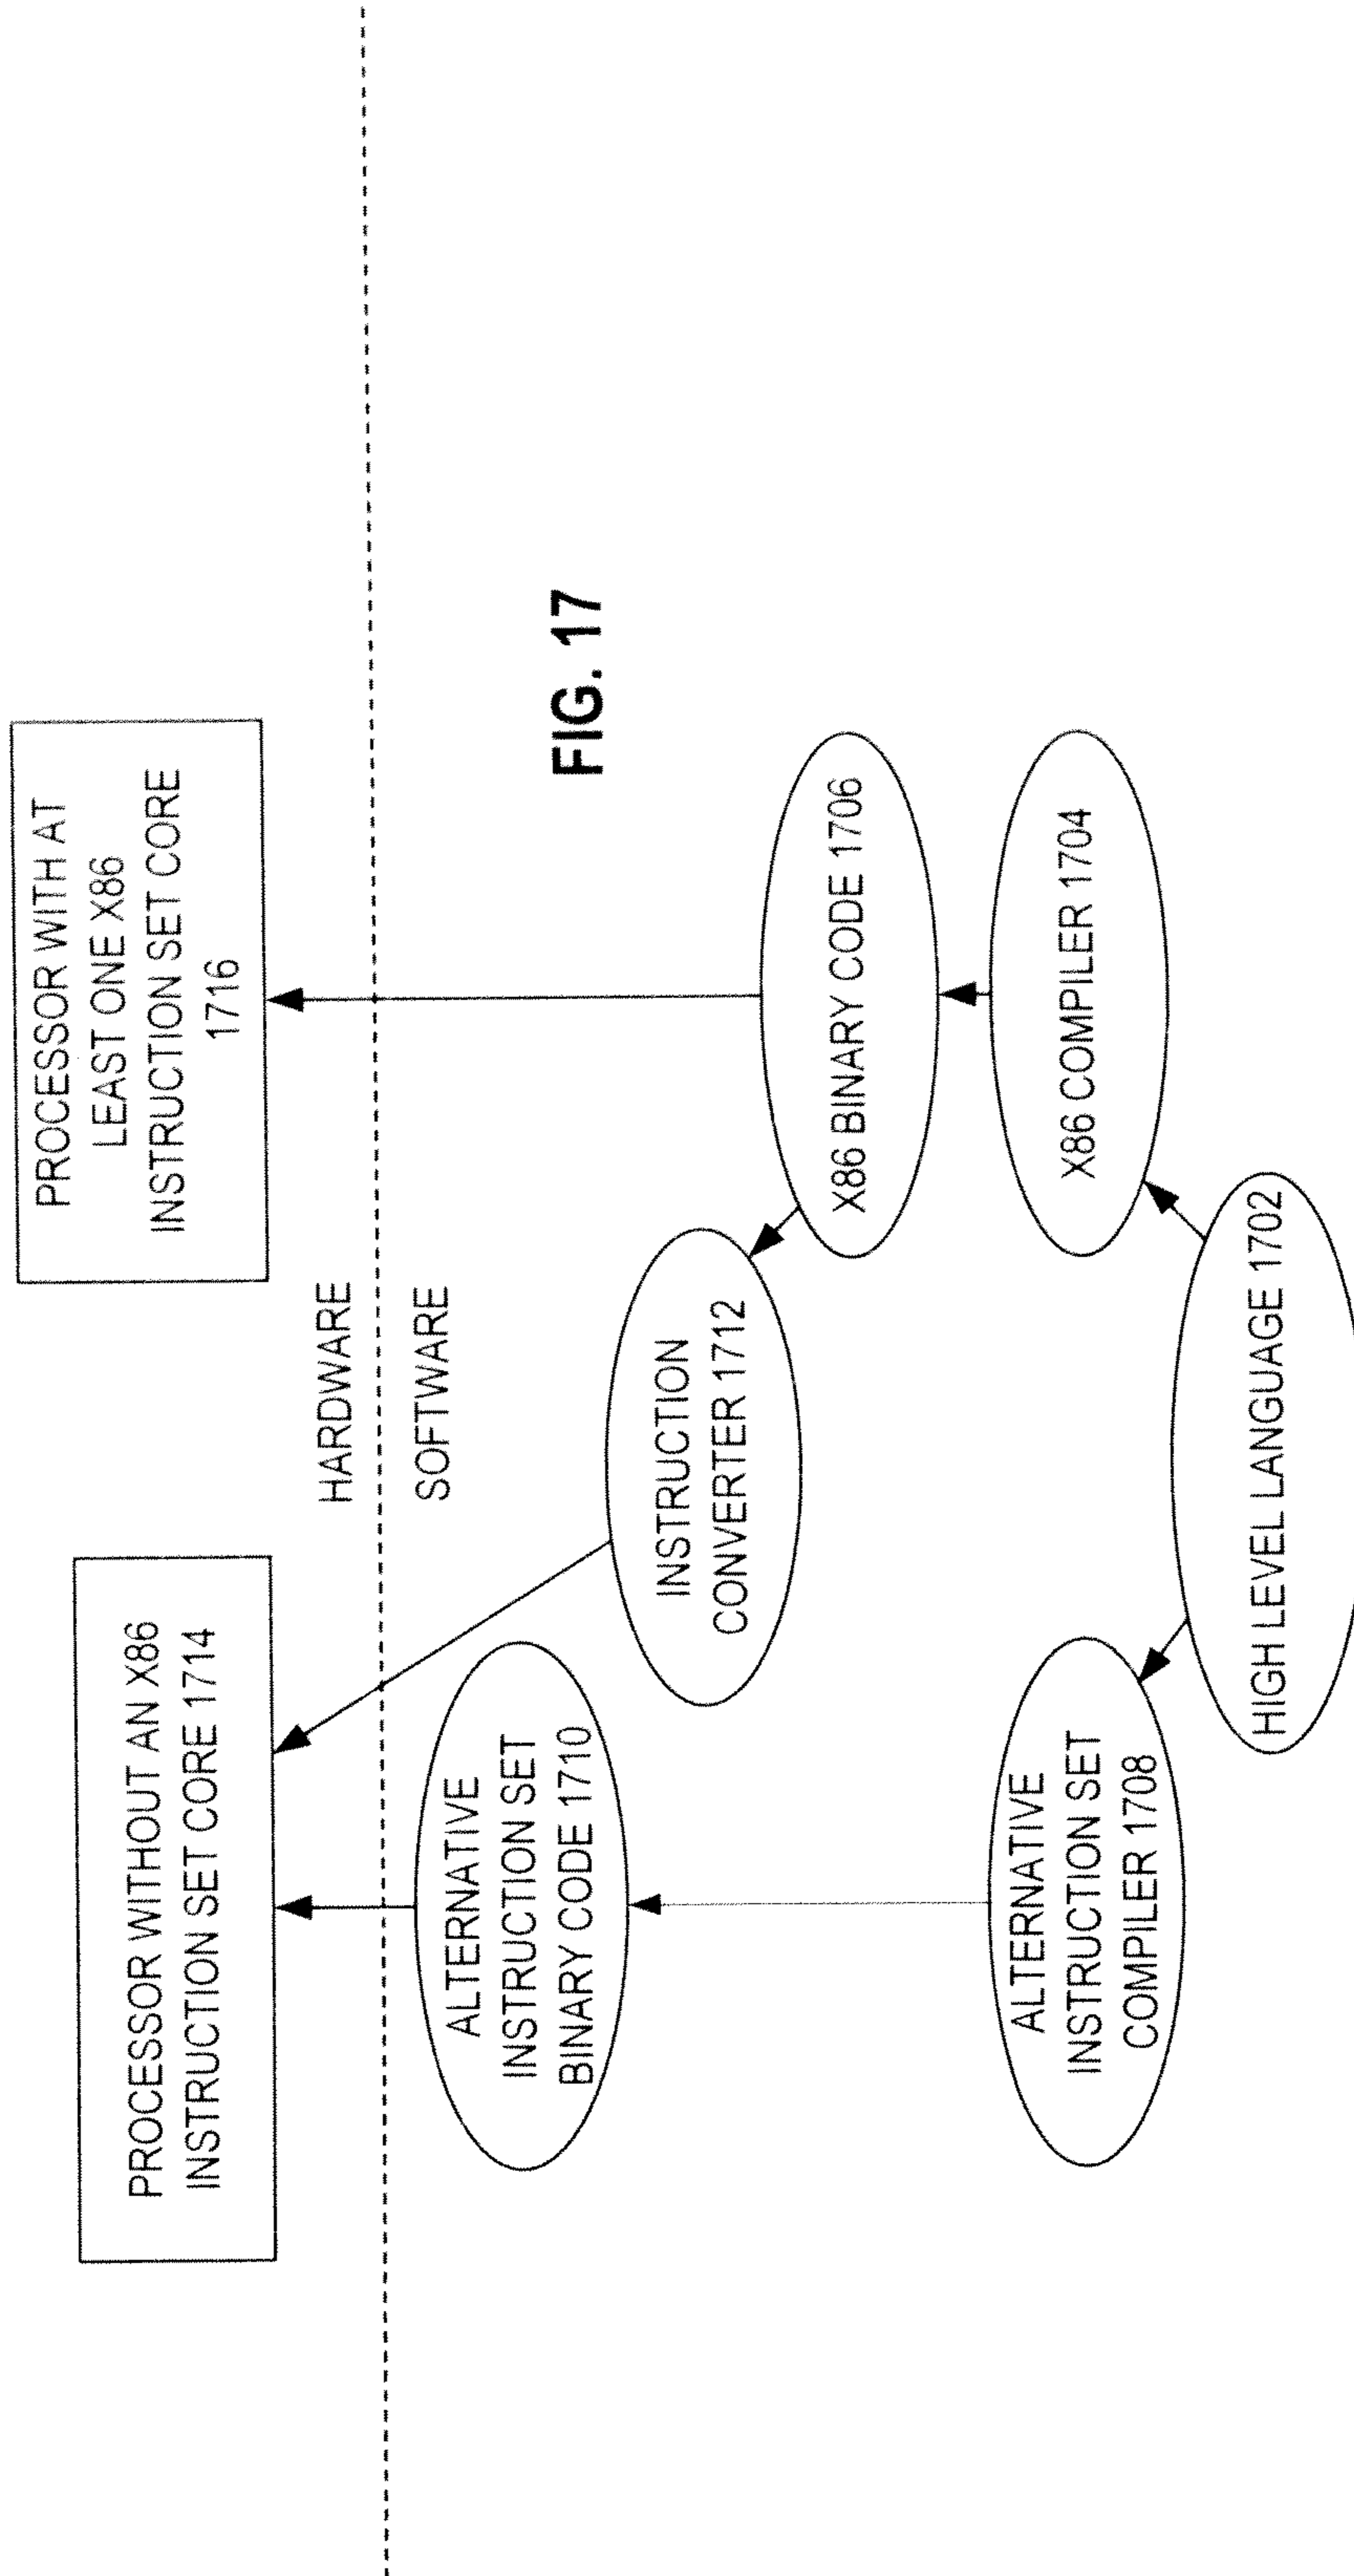 PROCESSOR WITHOUT AN X86
INSTRUCTION SET CORE 1714
PROCESSOR WITH AT
LEAST ONE X86
INSTRUCTION SET CORE
1716
HARDWARE
SOFTWARE
ALTERNATIVE
INSTRUCTION SET
BINARY CODE 1710
INSTRUCTION
CONVERTER 1712
FIG. 17
X86 BINARY CODE 1706
ALTERNATIVE
INSTRUCTION SET
COMPILER 1708
X86 COMPILER 1704
HIGH LEVEL LANGUAGE 1702